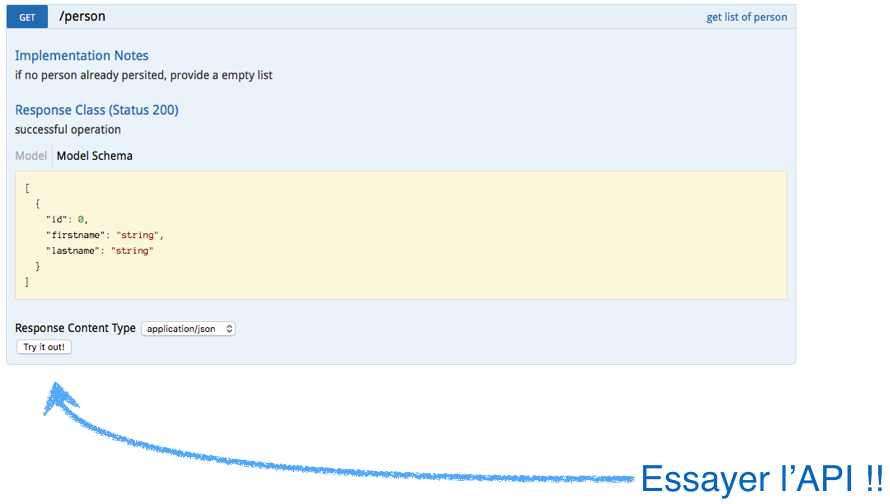 GET /person get list of person
Implementation Notes
if no person already persited, provide a empty list
Response Class (Status 200)
successful operation
Model Model Schema
[
{
"id": 0,
"firstname": "string",
"lastname": "string"
}
]
Response Content Type application/json
Try it out!
Essayer l’API !!